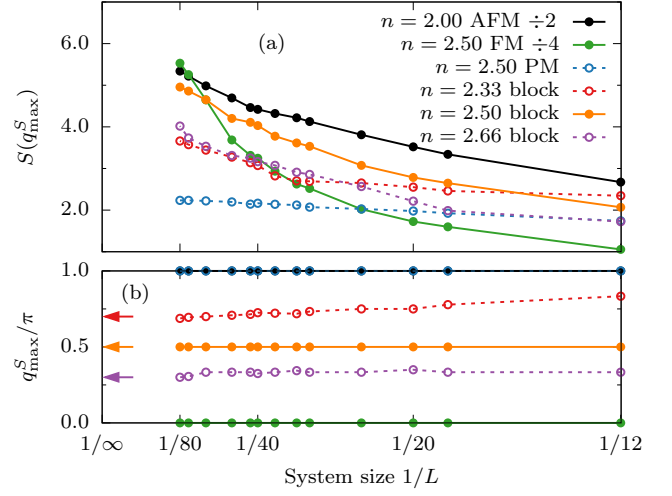 6.0
4.0
2.0
S(q^S_max)
(a)
n = 2.00 AFM ÷2
n = 2.50 FM ÷4
n = 2.50 PM
n = 2.33 block
n = 2.50 block
n = 2.66 block
1.0
0.5
0.0
q^S_max/π
(b)
1/∞ 1/80 1/40 1/20 1/12
System size 1/L